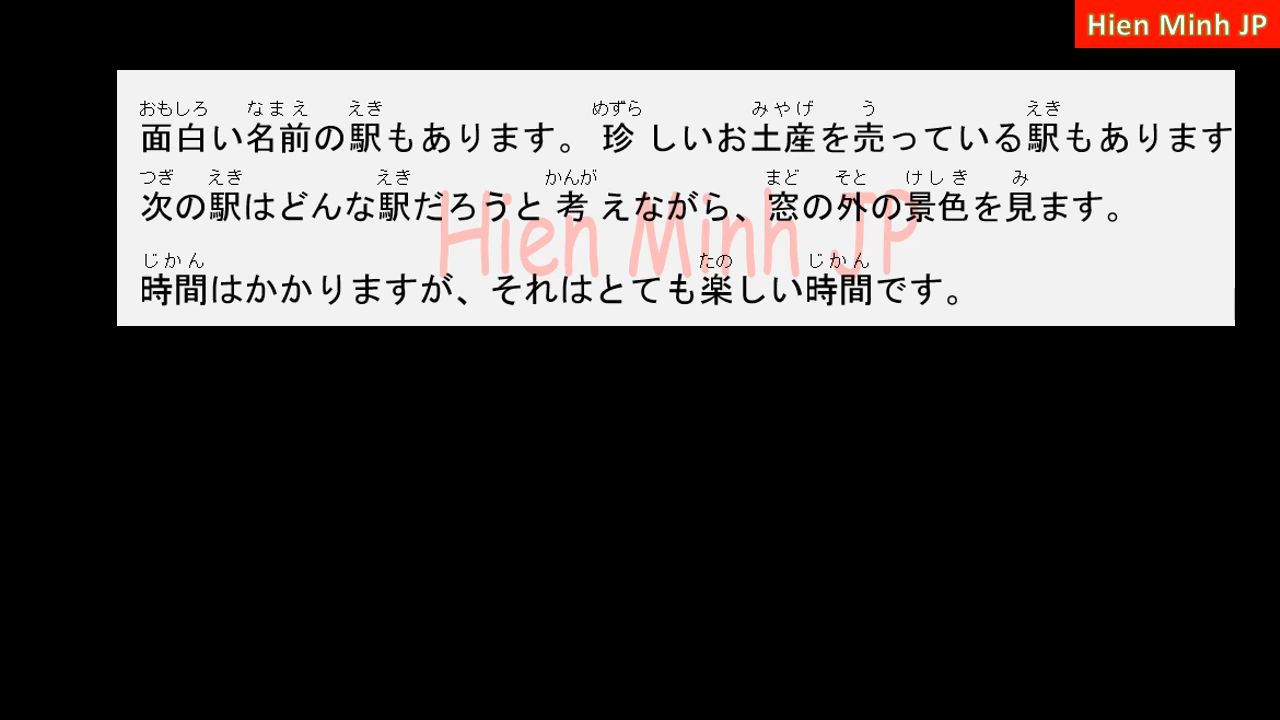 Hien Minh JP
おもしろ なまえ えき めずら みやげ う えき
面白い名前の駅もあります。珍しいお土産を売っている駅もあります
つぎ えき えき かんが まど そと けしき み
次の駅はどんな駅だろうと考えながら、窓の外の景色を見ます。
Hien Minh JP
じかん たの じかん
時間はかかりますが、それはとても楽しい時間です。